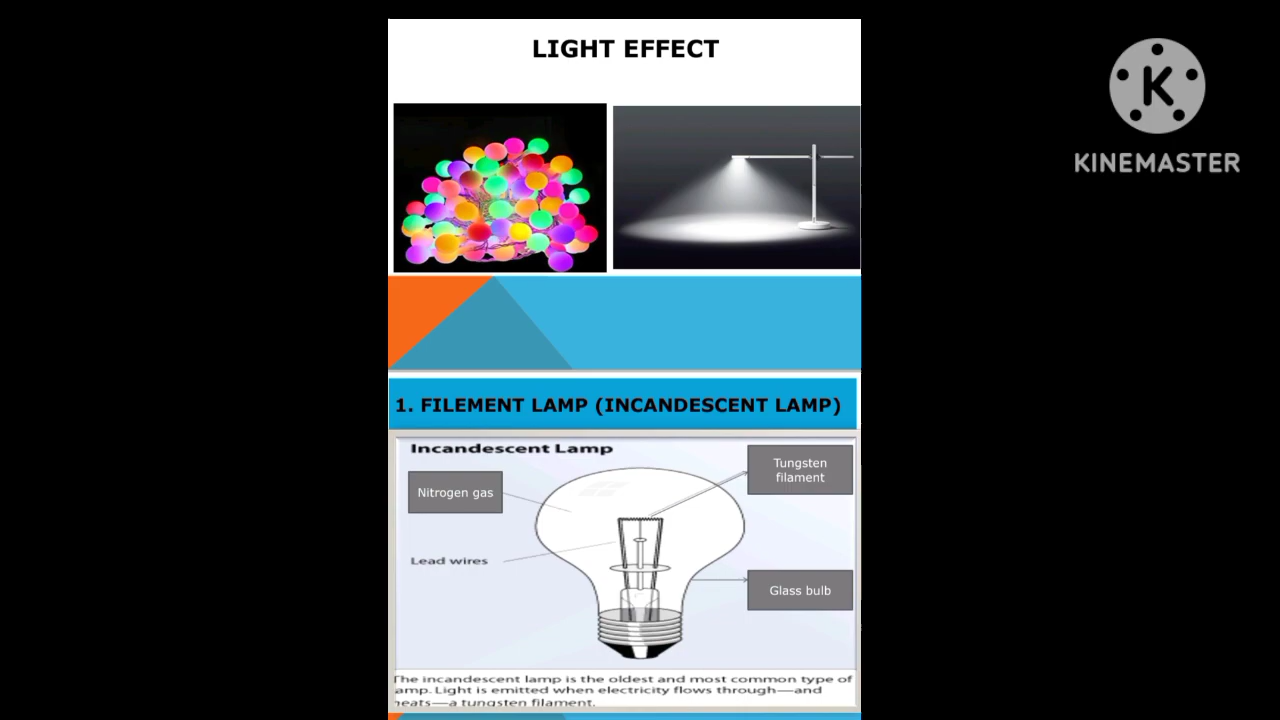 LIGHT EFFECT
K
KINEMASTER
1. FILEMENT LAMP (INCANDESCENT LAMP)
Incandescent Lamp
Tungsten
filament
Nitrogen gas
Lead wires
Glass bulb
The incandescent lamp is the oldest and most common type of
amp. Light is emitted when electricity flows through—and
heats—a tungsten filament.